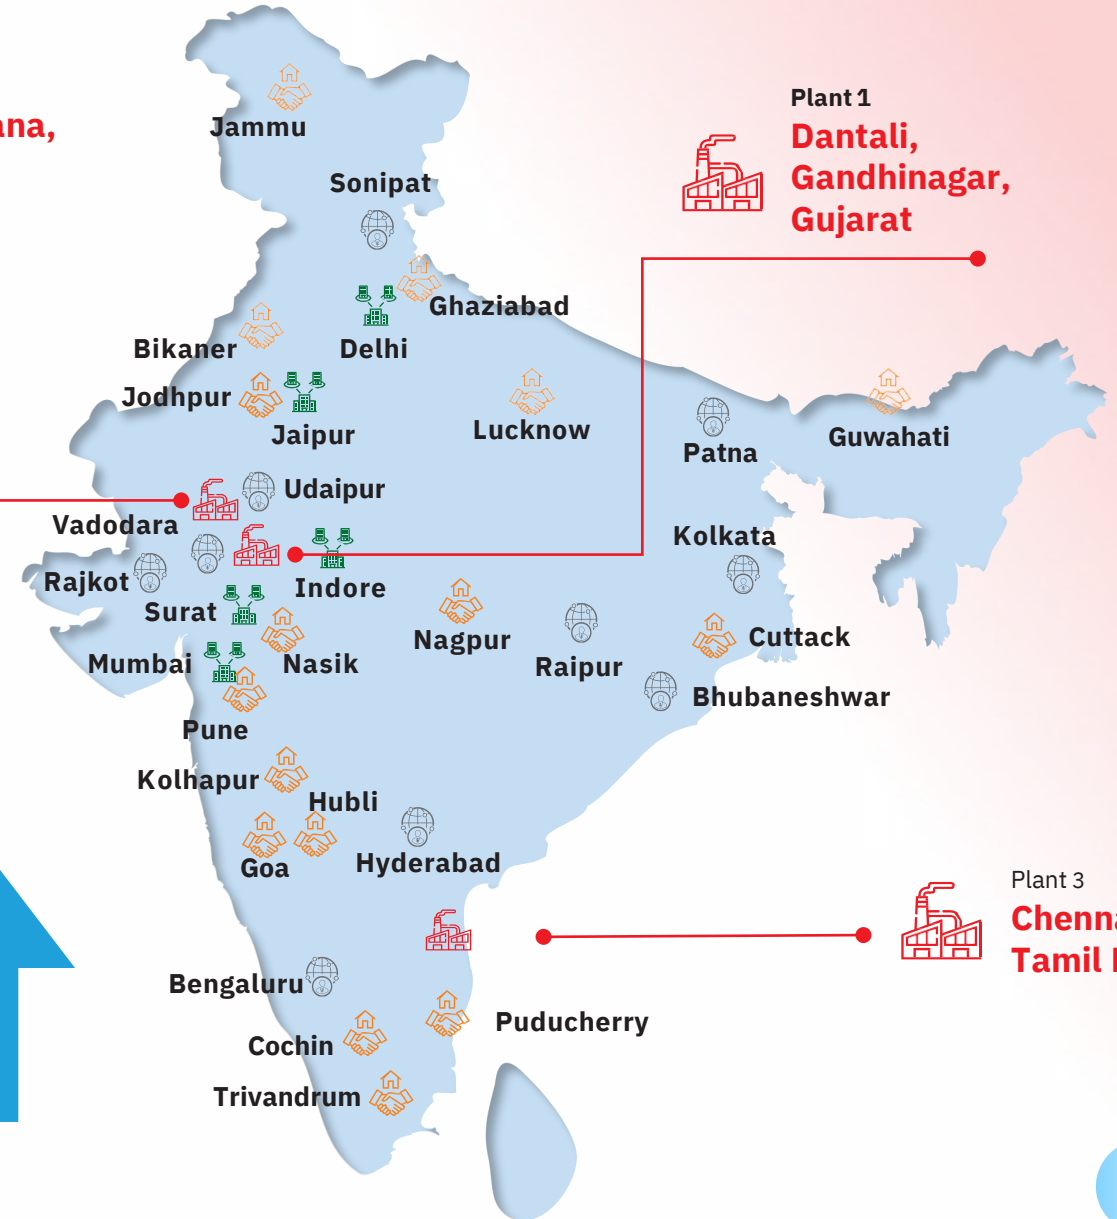 Jammu
Plant 1
Dantali,
Gandhinagar,
Gujarat
Sonipat
Ghaziabad
Bikaner
Delhi
Jodhpur
Jaipur
Lucknow
Patna
Guwahati
Udaipur
Vadodara
Kolkata
Rajkot
Indore
Surat
Nagpur
Cuttack
Mumbai
Nasik
Raipur
Bhubaneshwar
Pune
Kolhapur
Hubli
Goa
Hyderabad
Plant 3
Tamil
Bengaluru
Puducherry
Cochin
Trivandrum